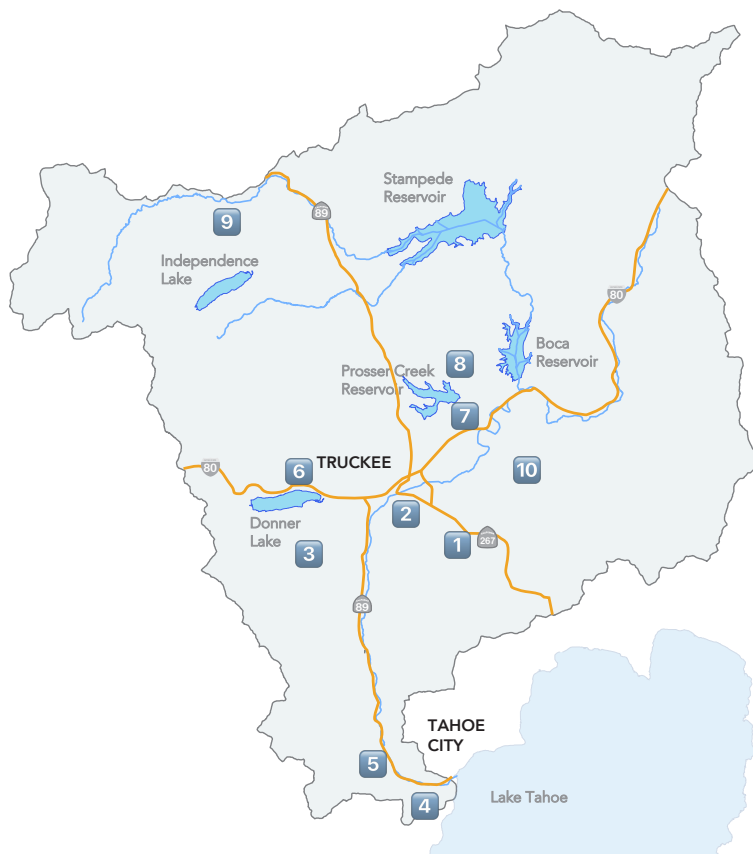 Stampede
Reservoir
89
9
Independence
Lake
80
Boca
Reservoir
8
Prosser Creek
Reservoir
7
TRUCKEE
6
80
10
Donner
Lake
2
1
267
3
89
TAHOE
CITY
5
4
Lake Tahoe